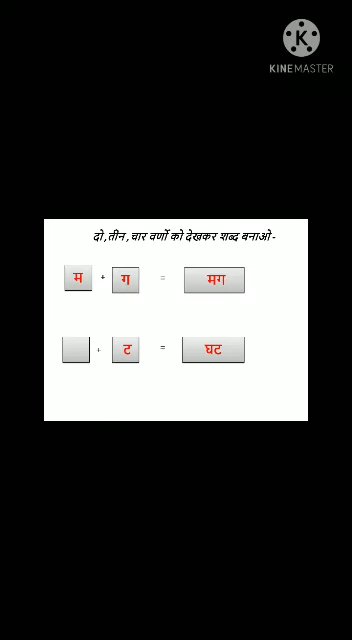 K
KINEMASTER
दो ,तीन ,चार वर्णो को देखकर शब्द बनाओ -
म + ग = मग
+ ट = घट